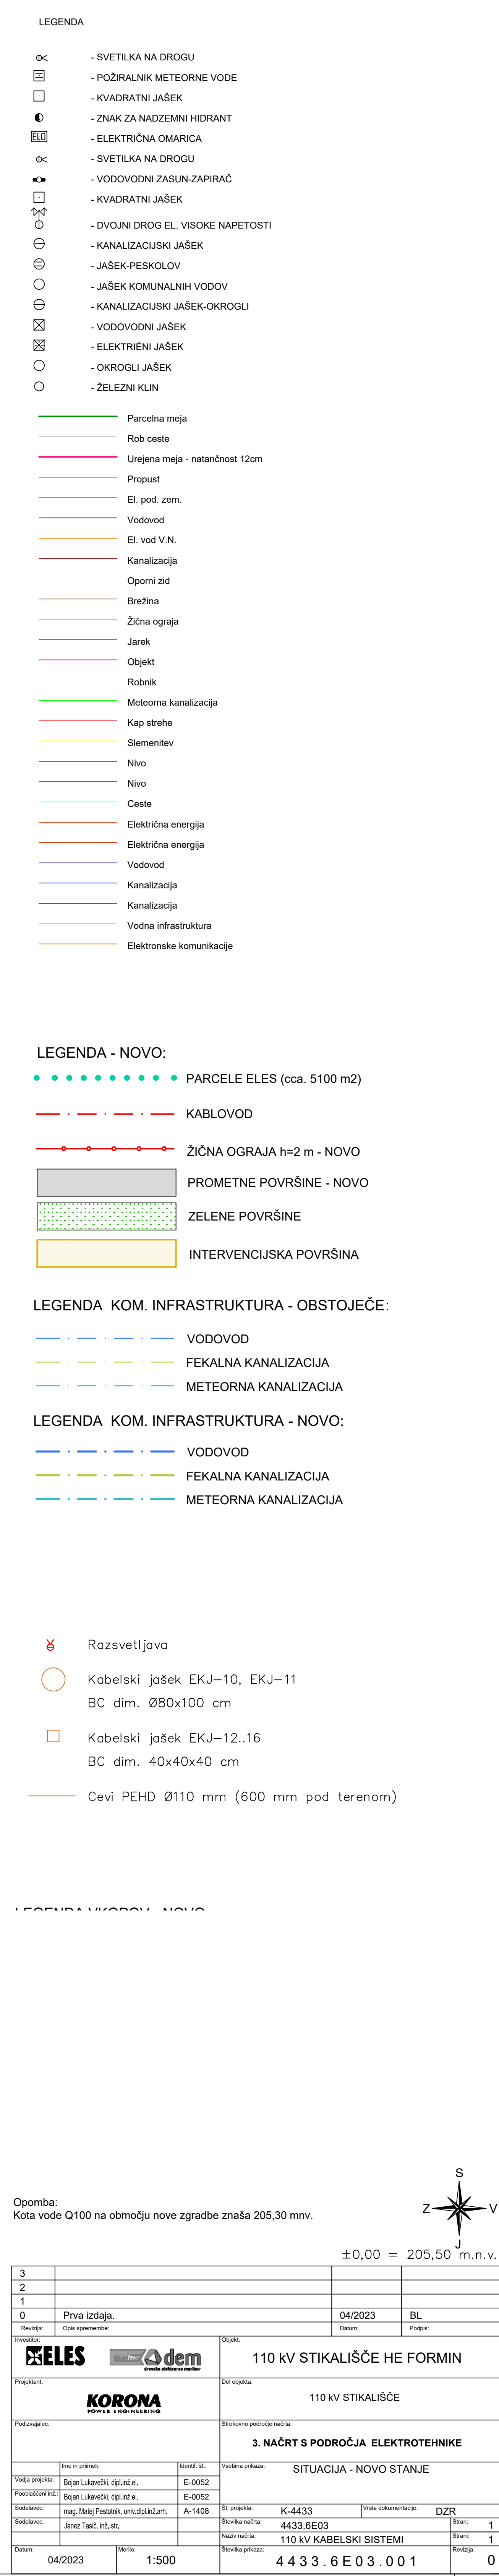 LEGENDA
- SVETILKA NA DROGU
- POŽIRALNIK METEORNE VODE
- KVADRATNI JAŠEK
- ZNAK ZA NADZEMNI HIDRANT
ELO - ELEKTRIČNA OMARICA
- SVETILKA NA DROGU
- VODOVODNI ZASUN-ZAPIRAČ
- KVADRATNI JAŠEK
- DVOJNI DROG EL. VISOKE NAPETOSTI
- KANALIZACIJSKI JAŠEK
- JAŠEK-PESKOLOV
- JAŠEK KOMUNALNIH VODOV
- KANALIZACIJSKI JAŠEK-OKROGLI
- VODOVODNI JAŠEK
- ELEKTRIÈNI JAŠEK
- OKROGLI JAŠEK
- ŽELEZNI KLIN
Parcelna meja
Rob ceste
Urejena meja - natančnost 12cm
Propust
El. pod. zem.
Vodovod
El. vod V.N.
Kanalizacija
Oporni zid
Brežina
Žična ograja
Jarek
Objekt
Robnik
Meteorna kanalizacija
Kap strehe
Slemenitev
Nivo
Nivo
Ceste
Električna energija
Električna energija
Vodovod
Kanalizacija
Kanalizacija
Vodna infrastruktura
Elektronske komunikacije
LEGENDA - NOVO:
PARCELE ELES (cca. 5100 m2)
KABLOVOD
ŽIČNA OGRAJA h=2 m - NOVO
PROMETNE POVRŠINE - NOVO
ZELENE POVRŠINE
INTERVENCIJSKA POVRŠINA
LEGENDA KOM. INFRASTRUKTURA - OBSTOJEČE:
VODOVOD
FEKALNA KANALIZACIJA
METEORNA KANALIZACIJA
LEGENDA KOM. INFRASTRUKTURA - NOVO:
VODOVOD
FEKALNA KANALIZACIJA
METEORNA KANALIZACIJA
Razsvetljava
Kabelski jašek EKJ-10, EKJ-11
BC dim. Ø80x100 cm
Kabelski jašek EKJ-12..16
BC dim. 40x40x40 cm
Cevi PEHD Ø110 mm (600 mm pod terenom)
Opomba:
Kota vode Q100 na območju nove zgradbe znaša 205,30 mnv.
S
Z V
J
±0,00 = 205,50 m.n.v.
3
2
1
0 Prva izdaja. 04/2023 BL
Revizija: Opis spremembe: Datum: Podpis:
Investitor: Objekt:
ELES hse dem
dravske elektrarne maribor
110 kV STIKALIŠČE HE FORMIN
Projektant: Del objekta:
KORONA
POWER ENGINEERING
110 kV STIKALIŠČE
Podizvajalec: Strokovno področje načrta:
3. NAČRT S PODROČJA ELEKTROTEHNIKE
Ime in priimek: Identif. št.: Vsebina prikaza: SITUACIJA - NOVO STANJE
Vodja projekta: Bojan Lukavečki, dipl.inž.el. E-0052
Pooblaščeni inž.: Bojan Lukavečki, dipl.inž.el. E-0052
Sodelavec: mag. Matej Pestotnik, univ.dipl.inž.arh. A-1408 Št. projekta: K-4433 Vrsta dokumentacije: DZR
Sodelavec: Janez Tasič, inž. str. Številka načrta: 4433.6E03 Stran: 1
Naziv načrta: 110 kV KABELSKI SISTEMI Strani: 1
Datum: 04/2023 Merilo: 1:500 Številka prikaza: 4433.6E03.001 Revizija: 0